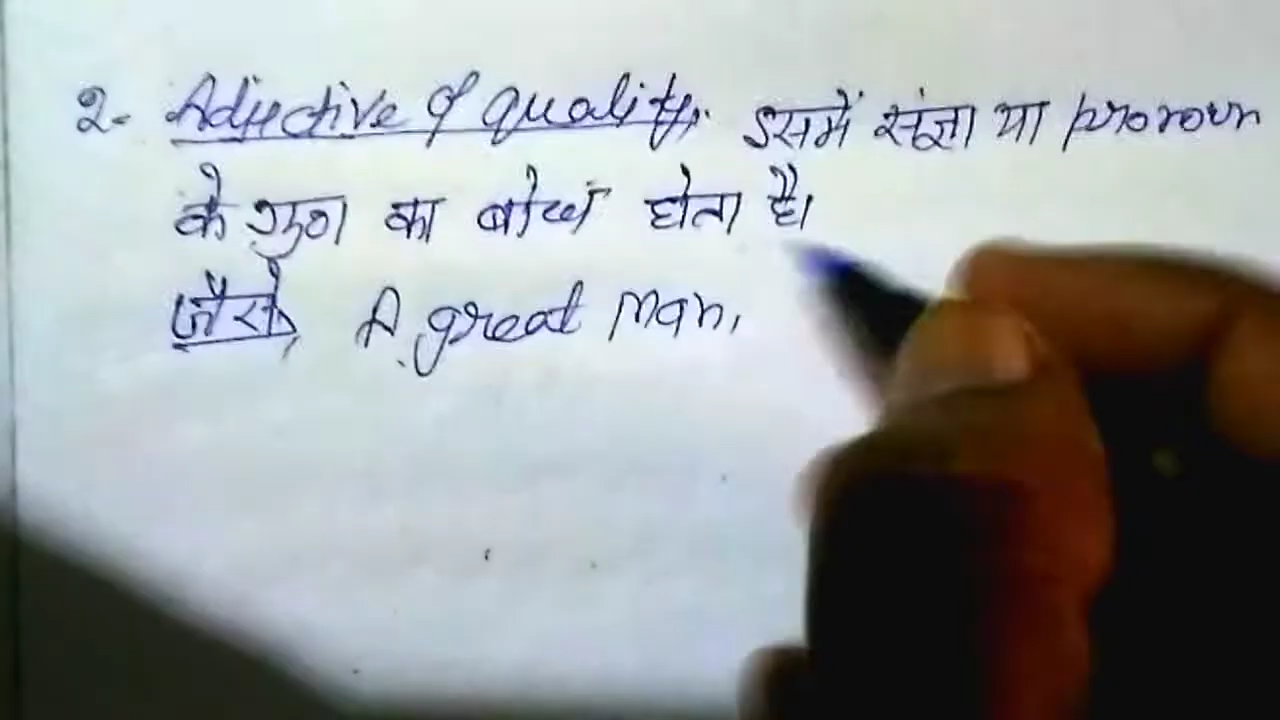 2- Adjective of quality, इसमें संज्ञा या pronoun
के गुण का बोध होता है।
जैसे, A great man,